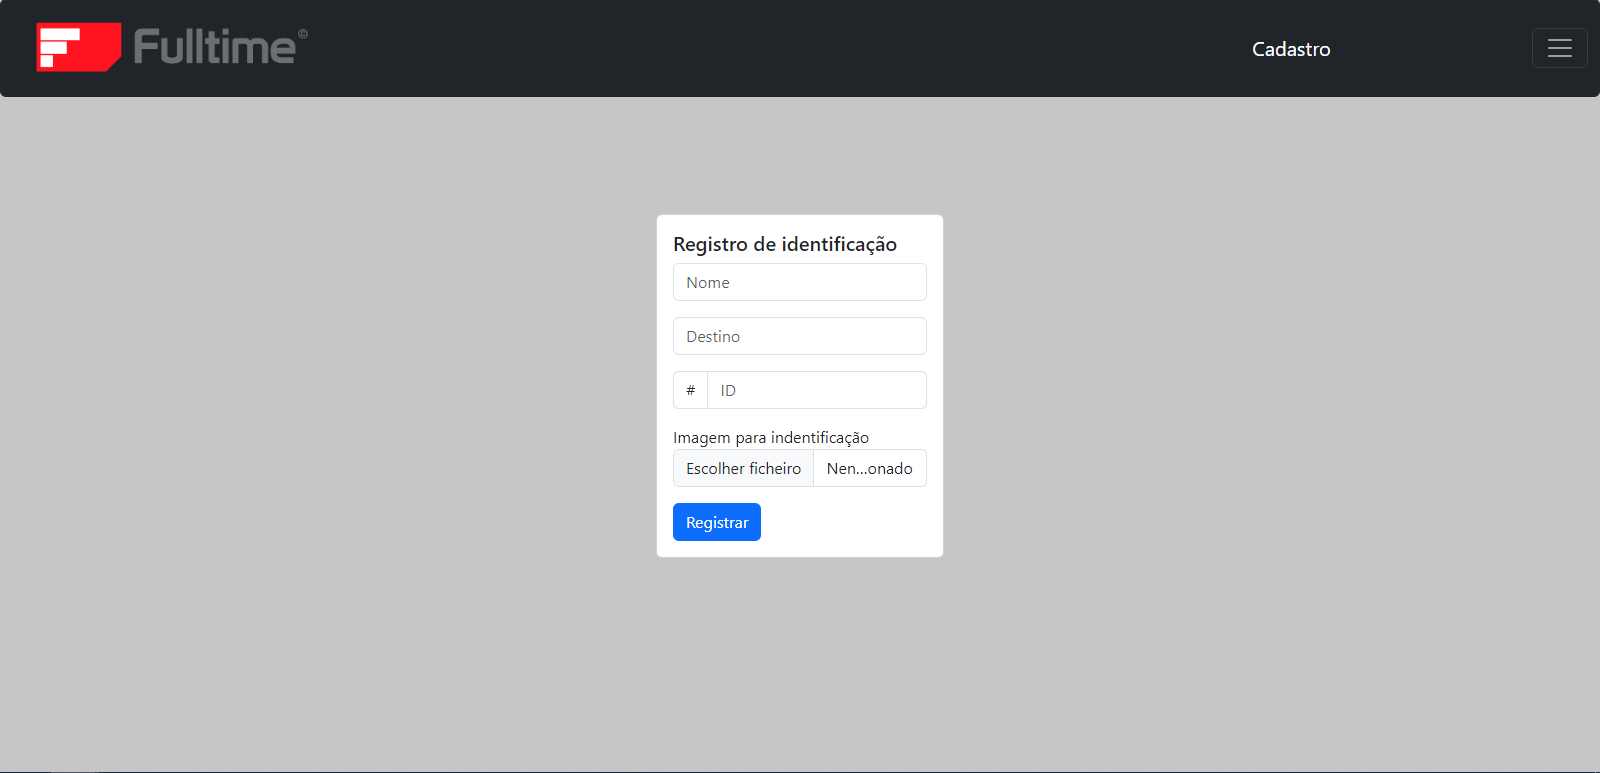 Fulltime©
Cadastro
Registro de identificação
Nome
Destino
# ID
Imagem para indentificação
Escolher ficheiro Nen...onado
Registrar